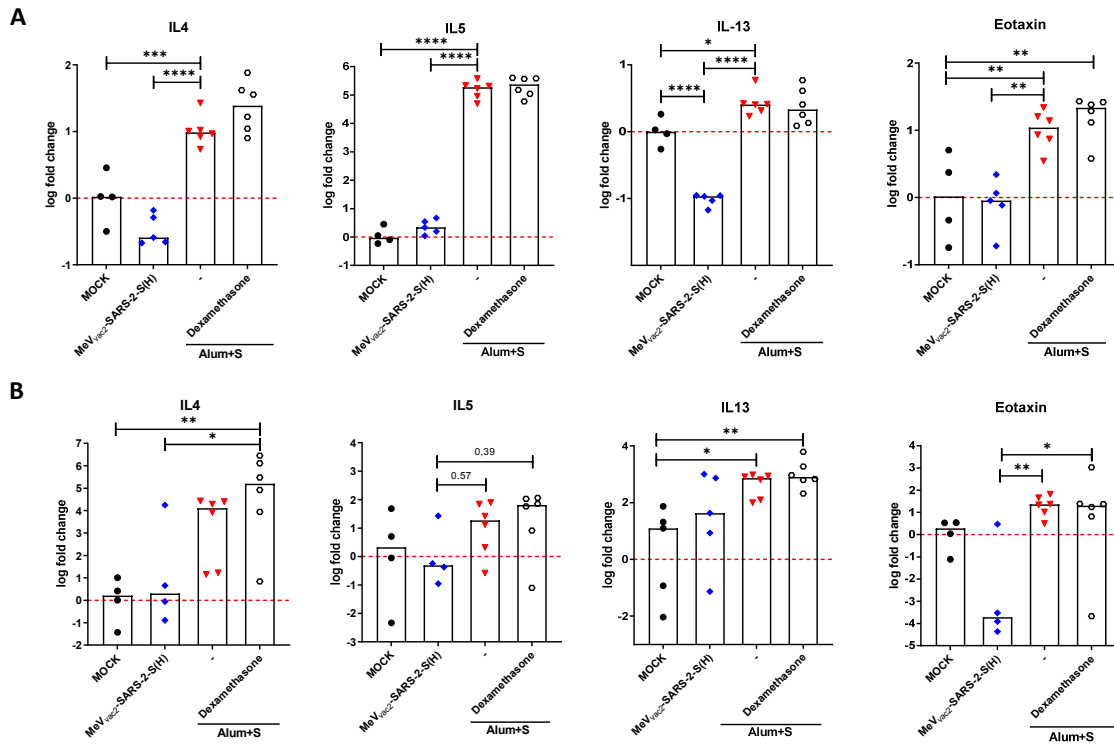 A
IL4
log fold change
2
1
0
-1
***
****
MOCK
MeVvac2-SARS-2-S(H)
-
Dexamethasone
Alum+S
IL5
log fold change
6
5
4
3
2
1
0
-1
****
****
MOCK
MeVvac2-SARS-2-S(H)
-
Dexamethasone
Alum+S
IL-13
log fold change
1
0
-1
*
****
****
MOCK
MeVvac2-SARS-2-S(H)
-
Dexamethasone
Alum+S
Eotaxin
log fold change
2
1
0
-1
**
**
**
MOCK
MeVvac2-SARS-2-S(H)
-
Dexamethasone
Alum+S
B
IL4
log fold change
7
6
5
4
3
2
1
0
-1
-2
**
*
MOCK
MeVvac2-SARS-2-S(H)
-
Dexamethasone
Alum+S
IL5
log fold change
4
3
2
1
0
-1
-2
-3
0,39
0.57
MOCK
MeVvac2-SARS-2-S(H)
-
Dexamethasone
Alum+S
IL13
log fold change
4
2
0
-2
**
*
MOCK
MeVvac2-SARS-2-S(H)
-
Dexamethasone
Alum+S
Eotaxin
log fold change
4
3
2
1
0
-1
-2
-3
-4
-5
*
**
MOCK
MeVvac2-SARS-2-S(H)
-
Dexamethasone
Alum+S